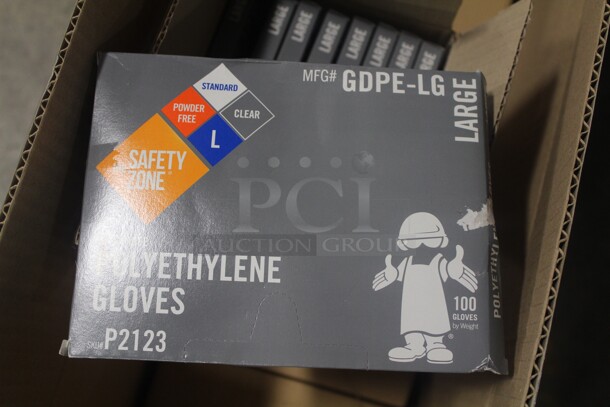 LARGE
LARGE
LARGE
LARGE
LARGE
LARGE
MFG# GDPE-LG
LARGE
STANDARD
POWDER
FREE
CLEAR
L
SAFETY
ZONE
PCI
AUCTION GROUP
POLYETHYLENE
GLOVES
SKU# P2123
100
GLOVES
by Weight